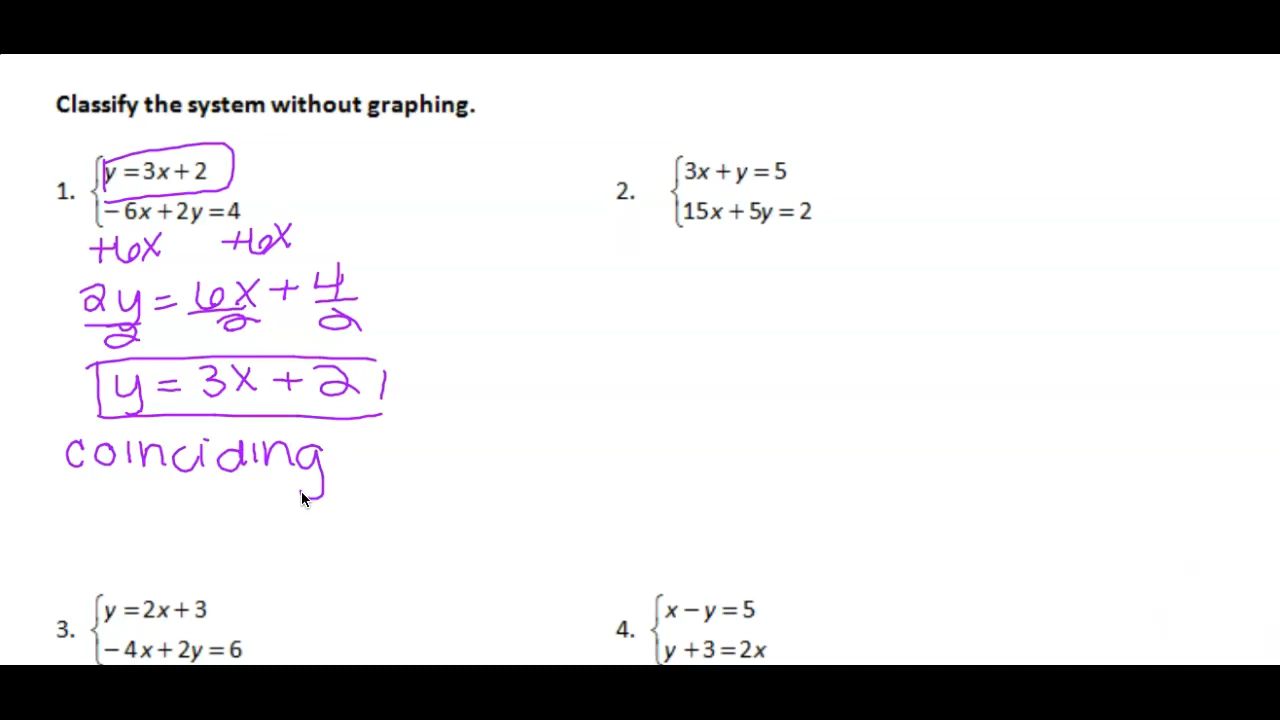 Classify the system without graphing.
1. y = 3x + 2
- 6x + 2y = 4
+6x +6x
2y = 6x + 4
2 2 2
y = 3x + 2
coinciding
2. 3x + y = 5
15x + 5y = 2
3. y = 2x + 3
- 4x + 2y = 6
4. x - y = 5
y + 3 = 2x